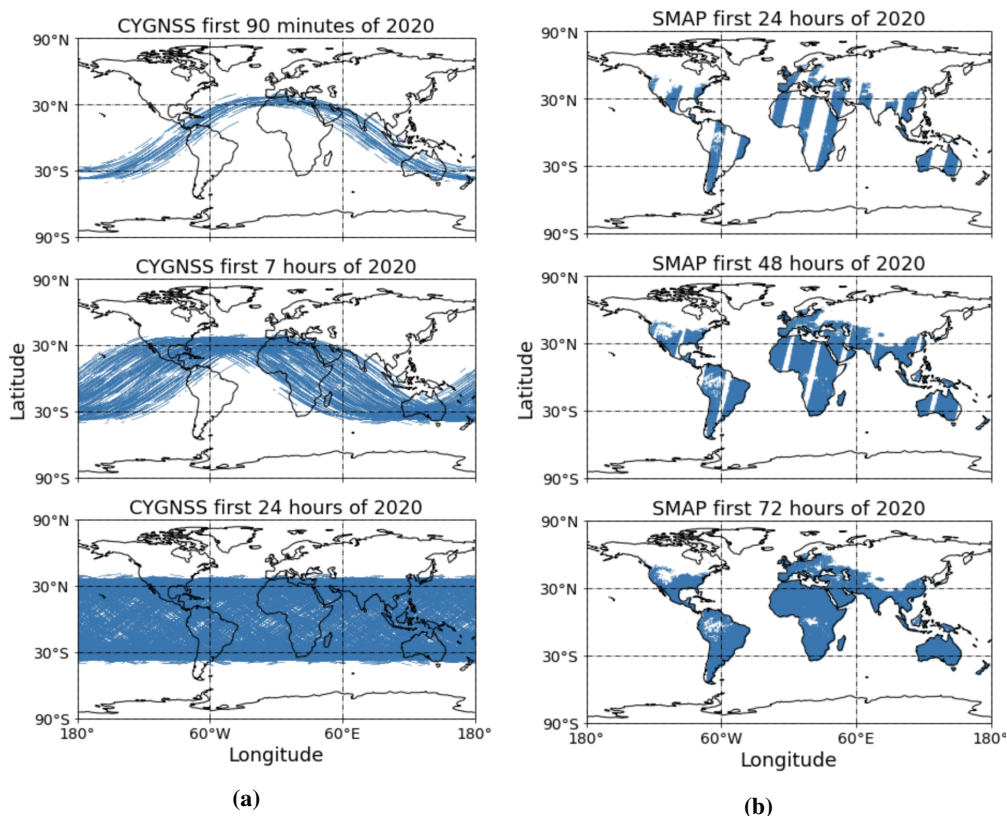 CYGNSS first 90 minutes of 2020
90°N
30°N
30°S
90°S
CYGNSS first 7 hours of 2020
90°N
30°N
Latitude
30°S
90°S
CYGNSS first 24 hours of 2020
90°N
30°N
30°S
90°S
180°
60°W
60°E
180°
Longitude
(a)
SMAP first 24 hours of 2020
90°N
30°N
30°S
90°S
SMAP first 48 hours of 2020
90°N
30°N
Latitude
30°S
90°S
SMAP first 72 hours of 2020
90°N
30°N
30°S
90°S
180°
60°W
60°E
180°
Longitude
(b)